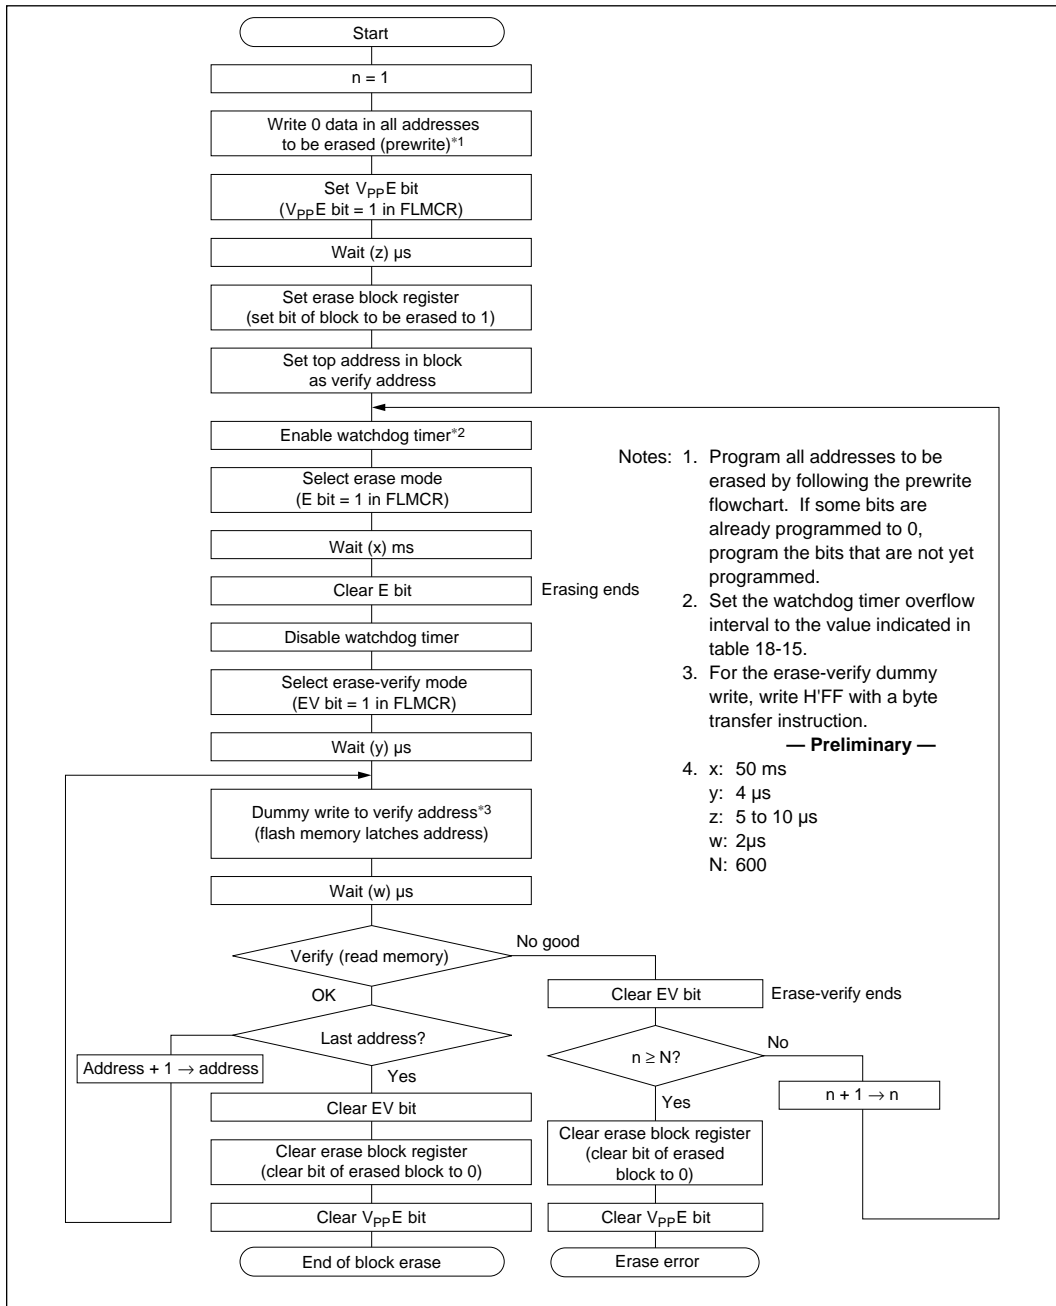 Start
n = 1
Write 0 data in all addresses
to be erased (prewrite)*1
Set VPPE bit
(VPPE bit = 1 in FLMCR)
Wait (z) µs
Set erase block register
(set bit of block to be erased to 1)
Set top address in block
as verify address
Enable watchdog timer*2
Select erase mode
(E bit = 1 in FLMCR)
Wait (x) ms
Clear E bit
Erasing ends
Disable watchdog timer
Select erase-verify mode
(EV bit = 1 in FLMCR)
Wait (y) µs
Dummy write to verify address*3
(flash memory latches address)
Wait (w) µs
Verify (read memory)
No good
OK
Last address?
Address + 1 → address
Yes
Clear EV bit
Clear erase block register
(clear bit of erased block to 0)
Clear VPPE bit
End of block erase
Clear EV bit
Erase-verify ends
n ≥ N?
No
n + 1 → n
Yes
Clear erase block register
(clear bit of erased
block to 0)
Clear VPPE bit
Erase error
Notes: 1. Program all addresses to be
erased by following the prewrite
flowchart. If some bits are
already programmed to 0,
program the bits that are not yet
programmed.
2. Set the watchdog timer overflow
interval to the value indicated in
table 18-15.
3. For the erase-verify dummy
write, write H'FF with a byte
transfer instruction.
— Preliminary —
4. x: 50 ms
y: 4 µs
z: 5 to 10 µs
w: 2µs
N: 600